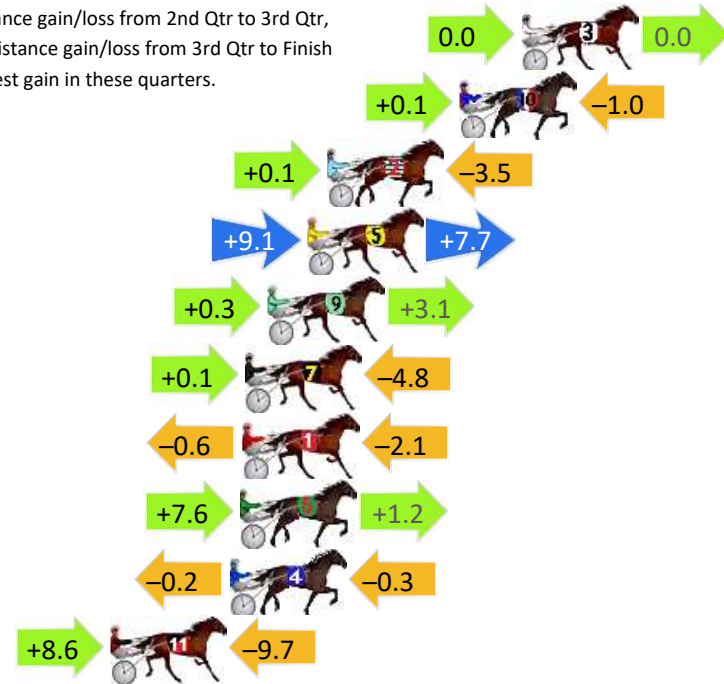 ance gain/loss from 2nd Qtr to 3rd Qtr,
istance gain/loss from 3rd Qtr to Finish
est gain in these quarters.
0.0 3 0.0
+0.1 10 –1.0
+0.1 2 –3.5
+9.1 5 +7.7
+0.3 9 +3.1
+0.1 7 –4.8
–0.6 1 –2.1
+7.6 6 +1.2
–0.2 4 –0.3
+8.6 11 –9.7